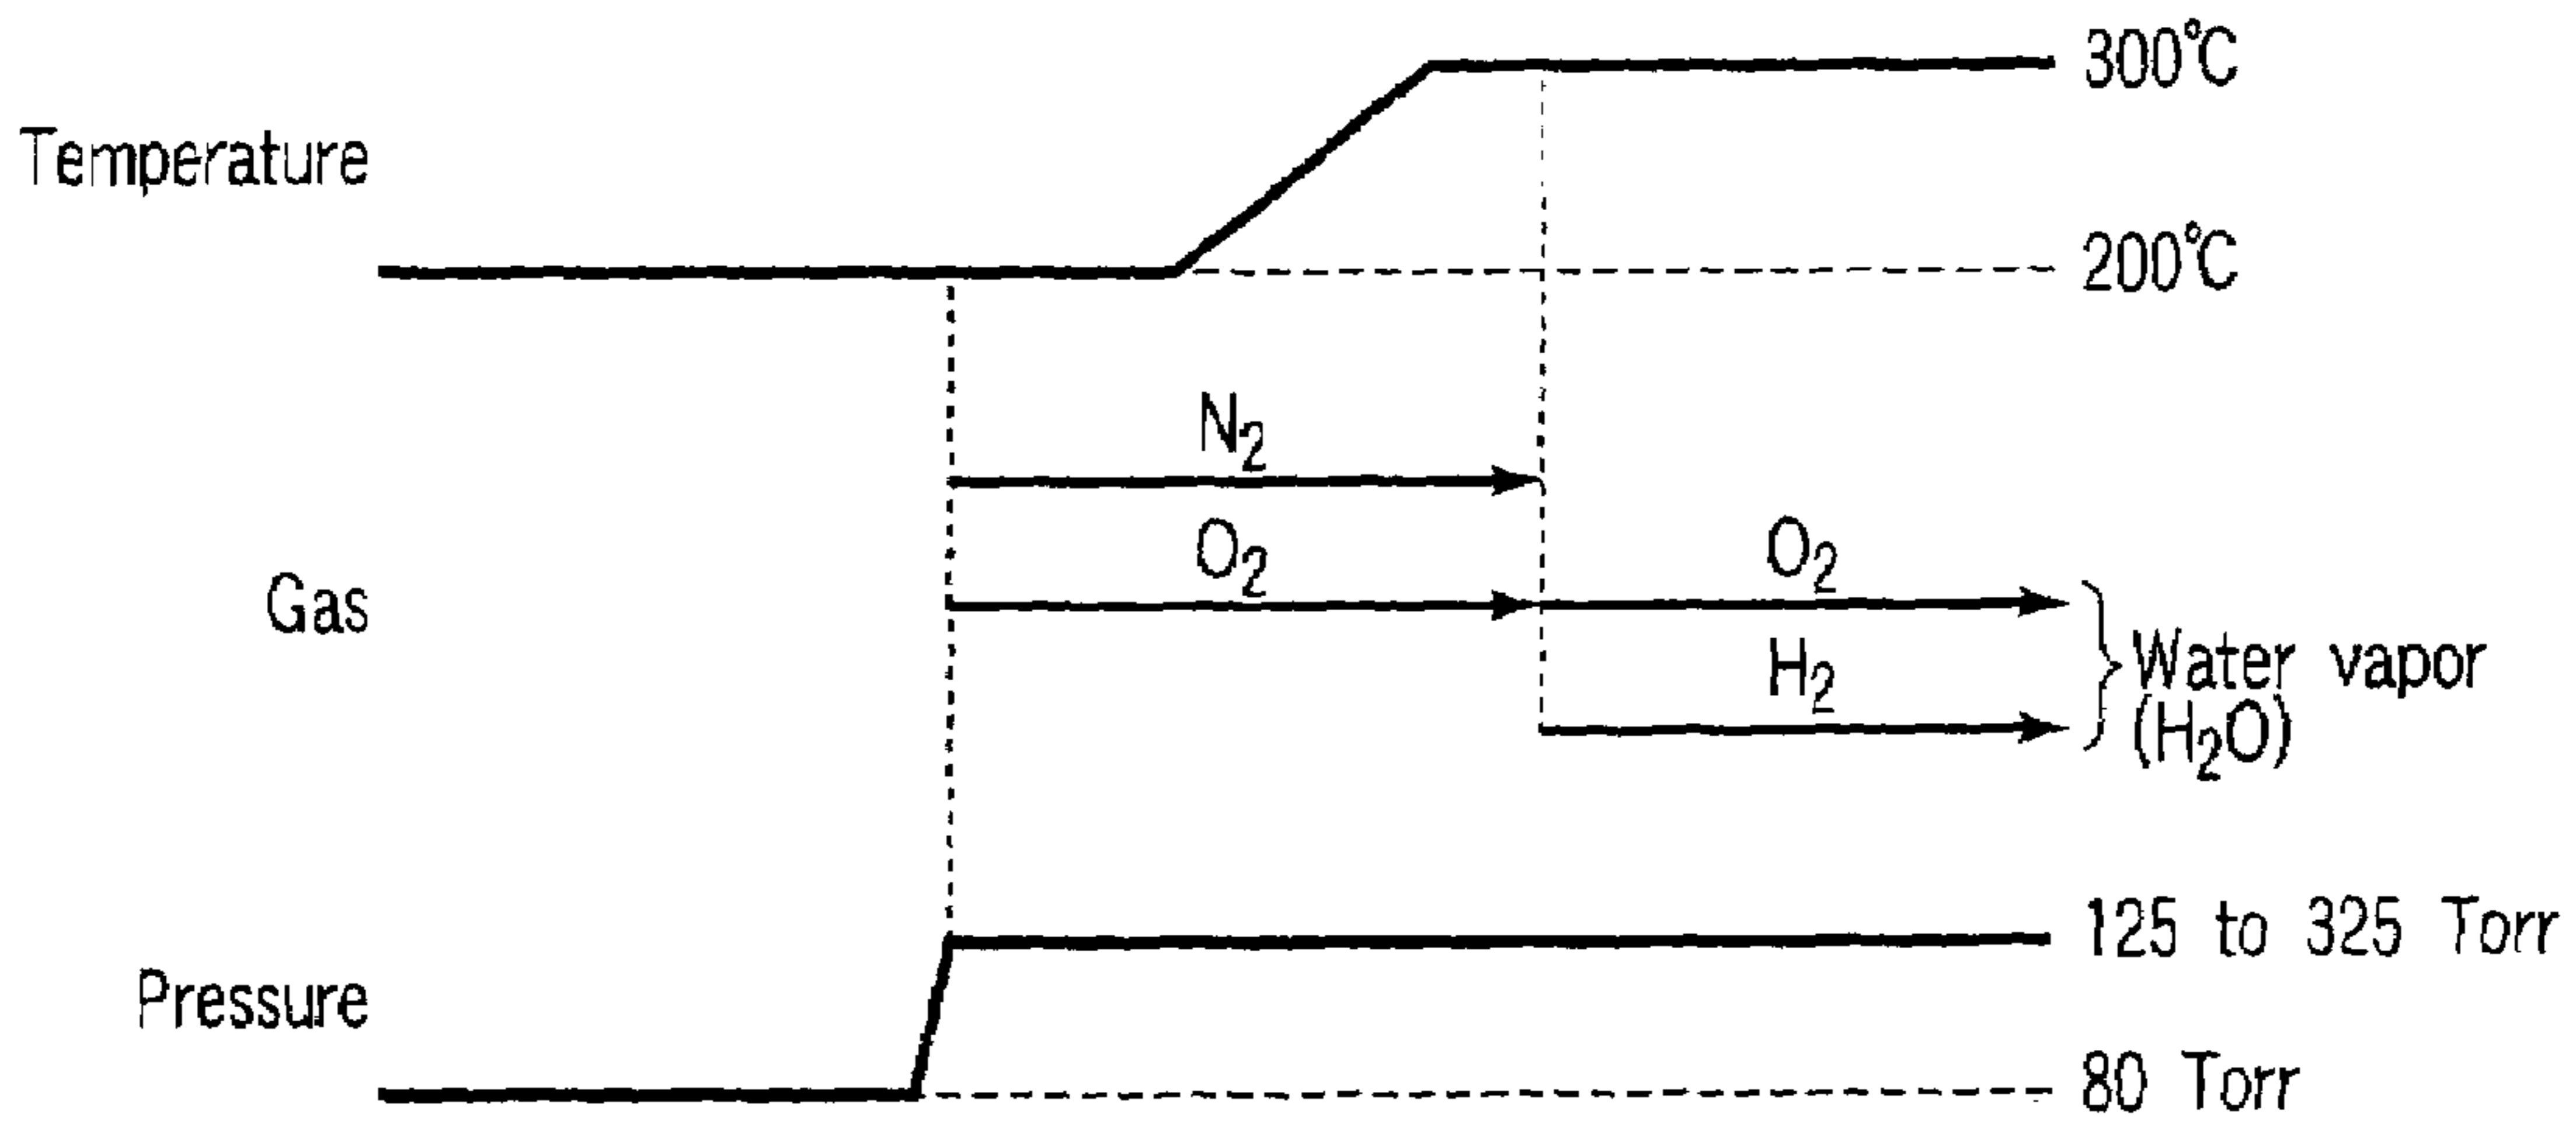 300℃
Temperature
200℃
N2
O2
O2
Gas
H2
Water vapor
(H2O)
125 to 325 Torr
Pressure
80 Torr